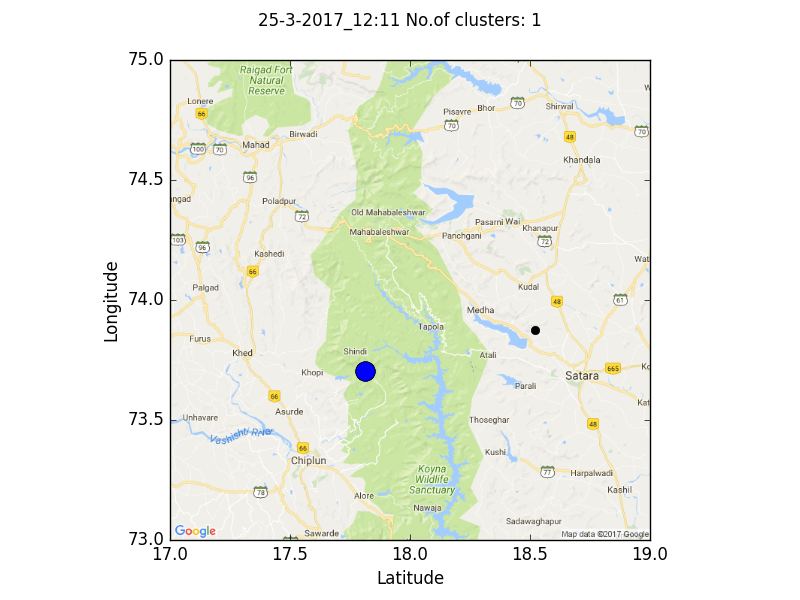 25-3-2017_12:11 No.of clusters: 1
75.0
Raigad Fort
Natural
Reserve
Lonere
66
Pisavre
Bhor
70
Shirwal
70
70
Birwadi
48
Mahad
100
70
Khandala
74.5
96
Poladpur
72
Old Mahabaleshwar
Mahabaleshwar
Pasarni
Wai
Khanapur
Panchgani
72
103
96
Kashedi
66
Palgad
Kudal
74.0
48
61
Medha
Tapola
Furus
Khed
Shindi
Atali
Khopi
Satara
665
Parali
66
Asurde
73.5
Unhavare
Thoseghar
48
Vashishti River
66
Chiplun
Kushi
Koyna
Wildlife
Sanctuary
77
Harpalwadi
78
Alore
Kashil
Nawaja
Sadawaghapur
Google
Sawarde
Map data ©2017 Google
73.0
17.0
17.5
18.0
18.5
19.0
Latitude
Longitude